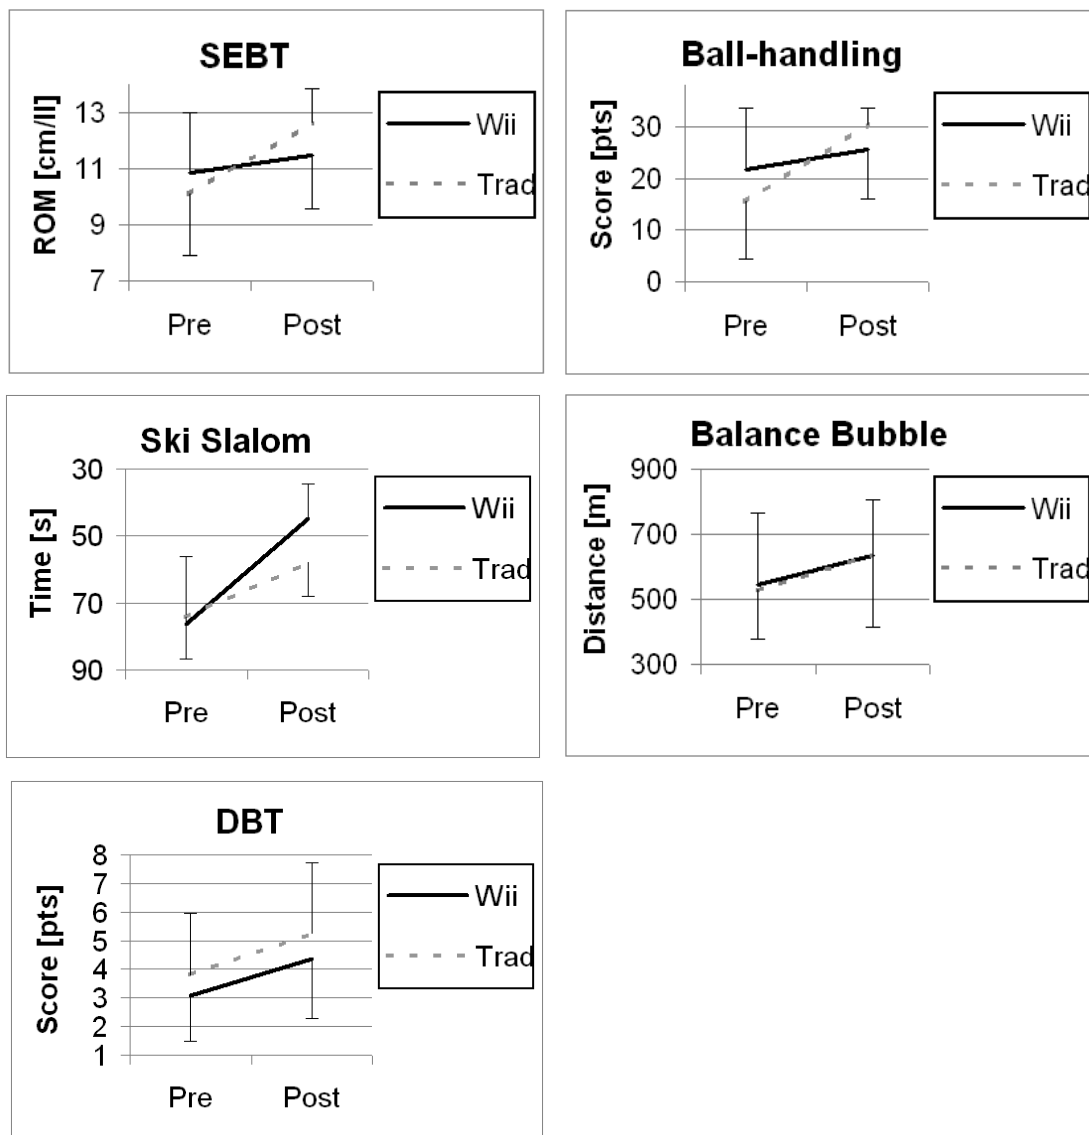 SEBT
ROM [cm/ll]
13
11
9
7
Pre Post
Wii
Trad
Ball-handling
Score [pts]
30
20
10
0
Pre Post
Wii
Trad
Ski Slalom
Time [s]
30
50
70
90
Pre Post
Wii
Trad
Balance Bubble
Distance [m]
900
700
500
300
Pre Post
Wii
Trad
DBT
Score [pts]
8
7
6
5
4
3
2
1
Pre Post
Wii
Trad